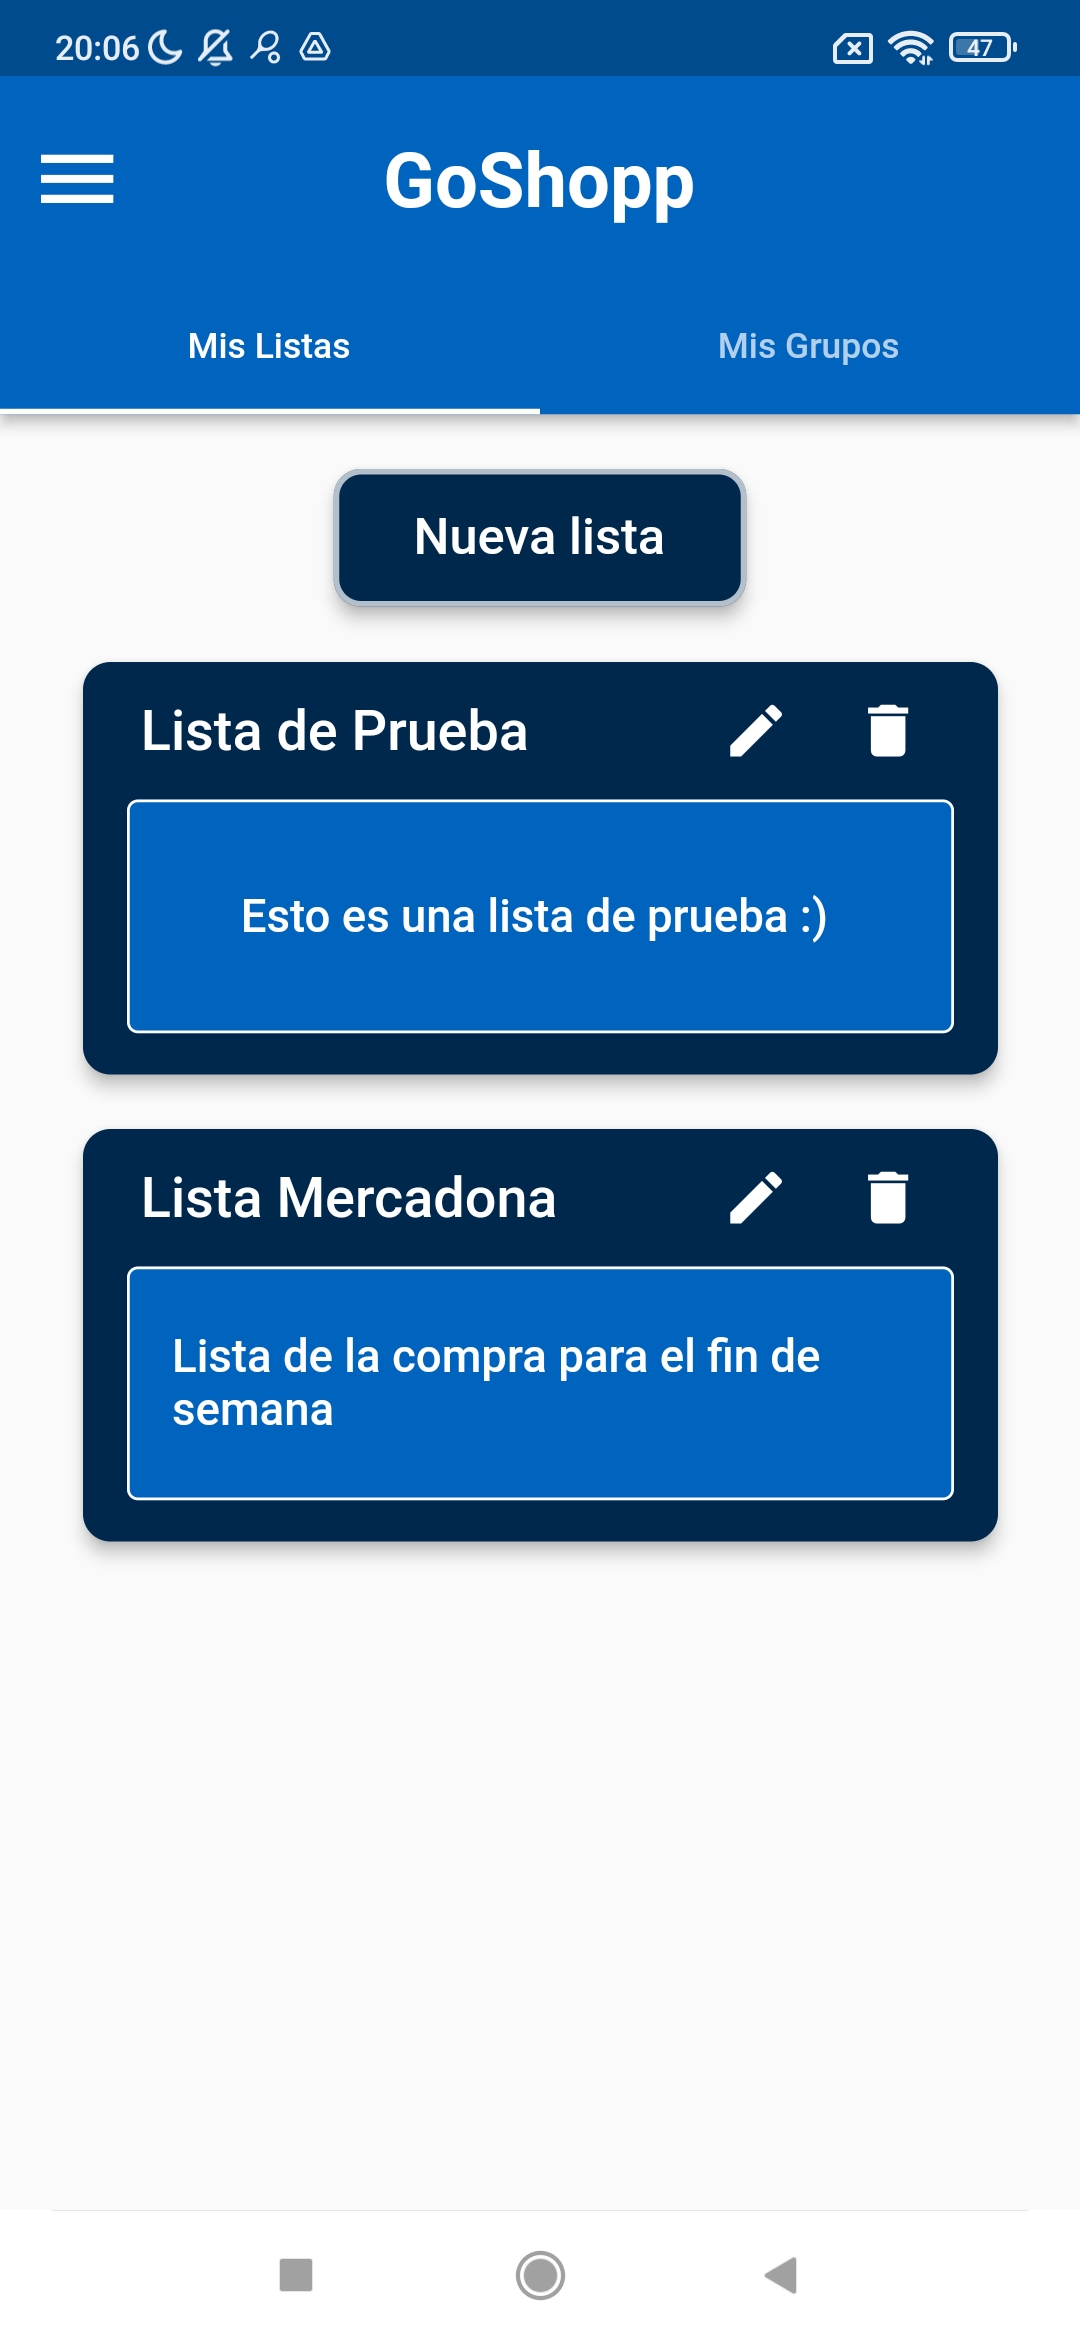 20:06
47
GoShopp
Mis Listas
Mis Grupos
Nueva lista
Lista de Prueba
Esto es una lista de prueba :)
Lista Mercadona
Lista de la compra para el fin de
semana